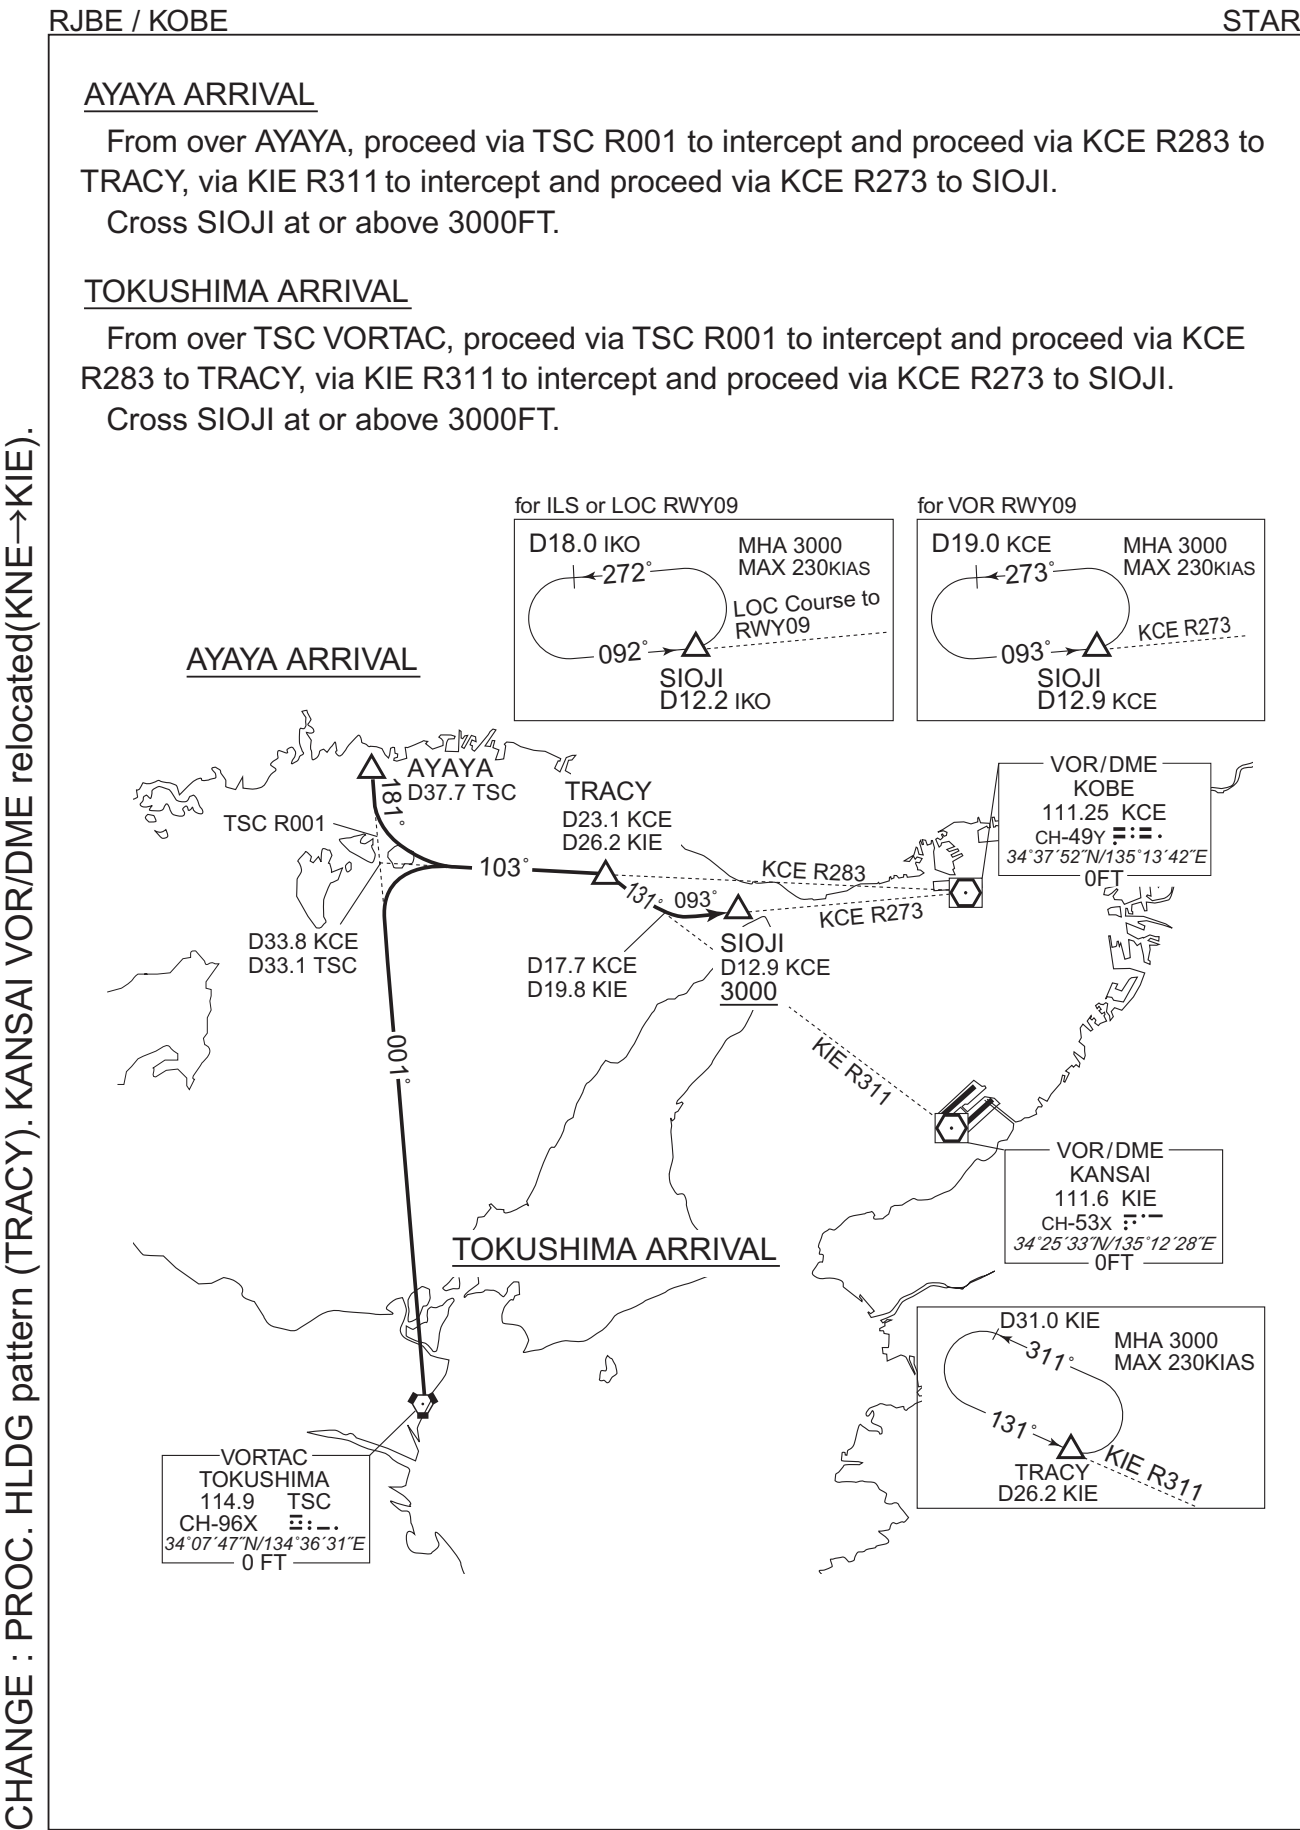 RJBE / KOBE
STAR
AYAYA ARRIVAL
From over AYAYA, proceed via TSC R001 to intercept and proceed via KCE R283 to
TRACY, via KIE R311 to intercept and proceed via KCE R273 to SIOJI.
Cross SIOJI at or above 3000FT.
TOKUSHIMA ARRIVAL
From over TSC VORTAC, proceed via TSC R001 to intercept and proceed via KCE
R283 to TRACY, via KIE R311 to intercept and proceed via KCE R273 to SIOJI.
Cross SIOJI at or above 3000FT.
CHANGE : PROC. HLDG pattern (TRACY). KANSAI VOR/DME relocated(KNE→KIE).
for ILS or LOC RWY09
D18.0 IKO
MHA 3000
MAX 230KIAS
272°
LOC Course to
RWY09
092°
SIOJI
D12.2 IKO
for VOR RWY09
D19.0 KCE
MHA 3000
MAX 230KIAS
273°
KCE R273
093°
SIOJI
D12.9 KCE
AYAYA ARRIVAL
AYAYA
D37.7 TSC
181°
TSC R001
TRACY
D23.1 KCE
D26.2 KIE
103°
KCE R283
131°
093°
KCE R273
VOR/DME
KOBE
111.25 KCE
CH-49Y
34°37´52˝N/135°13´42˝E
0FT
D33.8 KCE
D33.1 TSC
D17.7 KCE
D19.8 KIE
SIOJI
D12.9 KCE
3000
001°
KIE R311
VOR/DME
KANSAI
111.6 KIE
CH-53X
34°25´33˝N/135°12´28˝E
0FT
TOKUSHIMA ARRIVAL
D31.0 KIE
MHA 3000
MAX 230KIAS
311°
131°
TRACY
D26.2 KIE
KIE R311
VORTAC
TOKUSHIMA
114.9 TSC
CH-96X
34°07´47˝N/134°36´31˝E
0 FT